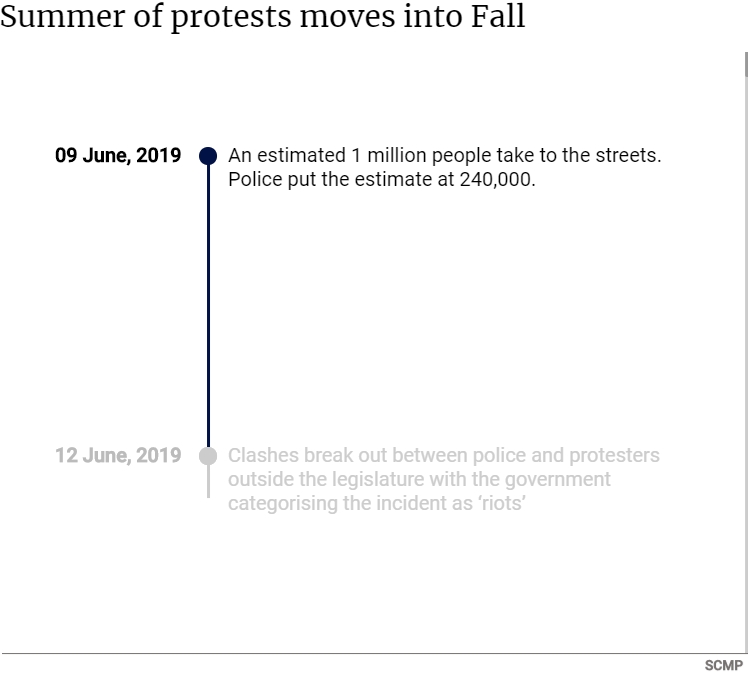 Summer of protests moves into Fall
09 June, 2019
An estimated 1 million people take to the streets.
Police put the estimate at 240,000.
12 June, 2019
Clashes break out between police and protesters
outside the legislature with the government
categorising the incident as ‘riots’
SCMP